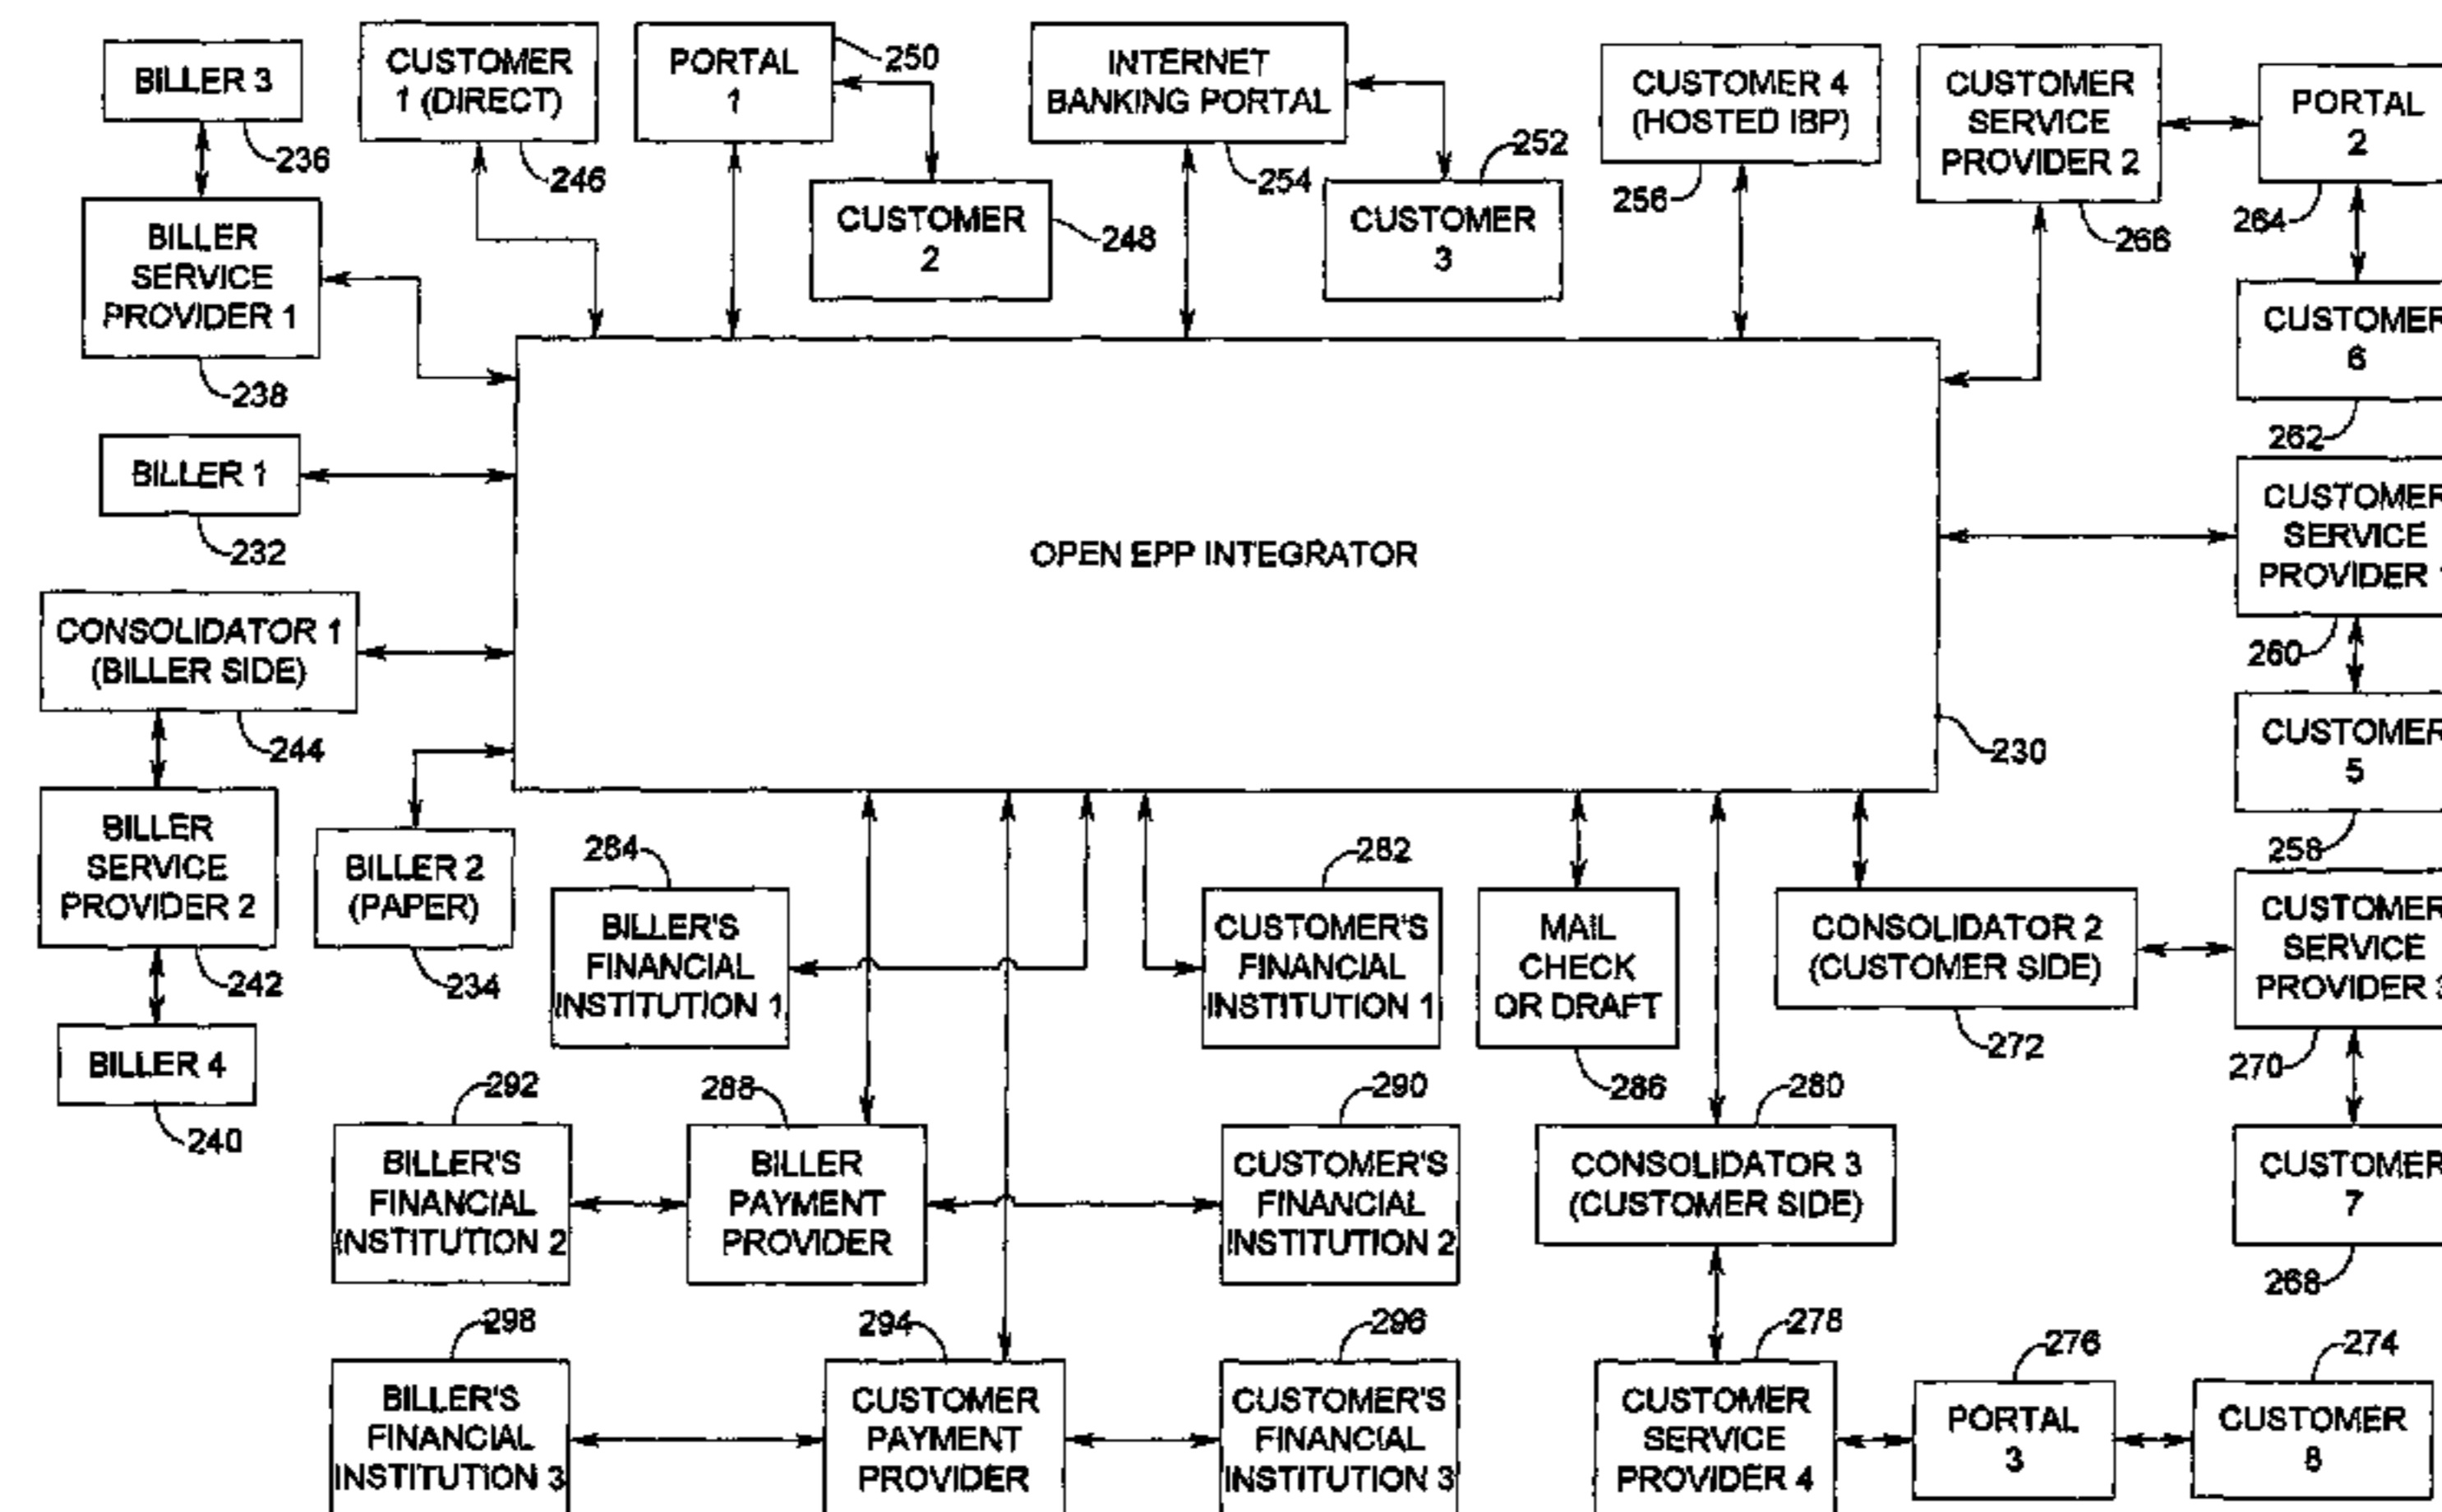 BILLER 3
236
CUSTOMER
1 (DIRECT)
246
PORTAL
1
250
INTERNET
BANKING PORTAL
254
CUSTOMER 4
(HOSTED IBP)
256
CUSTOMER
SERVICE
PROVIDER 2
266
PORTAL
2
264
BILLER
SERVICE
PROVIDER 1
238
CUSTOMER
2
248
CUSTOMER
3
252
CUSTOMER
6
262
BILLER 1
232
OPEN EPP INTEGRATOR
230
CUSTOMER
SERVICE
PROVIDER 1
260
CONSOLIDATOR 1
(BILLER SIDE)
244
CUSTOMER
5
258
BILLER
SERVICE
PROVIDER 2
242
BILLER 2
(PAPER)
234
284
BILLER'S
FINANCIAL
INSTITUTION 1
282
CUSTOMER'S
FINANCIAL
INSTITUTION 1
MAIL
CHECK
OR DRAFT
286
CONSOLIDATOR 2
(CUSTOMER SIDE)
272
CUSTOMER
SERVICE
PROVIDER 3
270
BILLER 4
240
292
BILLER'S
FINANCIAL
INSTITUTION 2
288
BILLER
PAYMENT
PROVIDER
290
CUSTOMER'S
FINANCIAL
INSTITUTION 2
280
CONSOLIDATOR 3
(CUSTOMER SIDE)
CUSTOMER
7
268
298
BILLER'S
FINANCIAL
INSTITUTION 3
294
CUSTOMER
PAYMENT
PROVIDER
296
CUSTOMER'S
FINANCIAL
INSTITUTION 3
278
CUSTOMER
SERVICE
PROVIDER 4
276
PORTAL
3
274
CUSTOMER
8